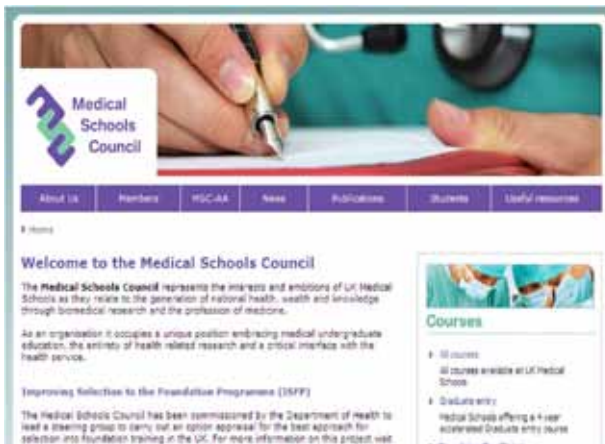 Medical
Schools
Council
About Us
Members
MSC-AA
News
Publications
Students
Useful resources
Home
Welcome to the Medical Schools Council
The Medical Schools Council represents the interests and ambitions of UK Medical
Schools as they relate to the generation of national health, wealth and knowledge
through biomedical research and the profession of medicine.
As an organisation it occupies a unique position embracing medical undergraduate
education, the entirety of health related research and a critical interface with the
health service.
Improving Selection to the Foundation Programme (ISFP)
The Medical Schools Council has been commissioned by the Department of Health to
lead a steering group to carry out an option appraisal for the best approach for
selection into foundation training in the UK. For more information on this project visit
Courses
All courses
All courses available at UK Medical
Schools
Graduate entry
Medical Schools offering a 4 year
accelerated Graduate entry course